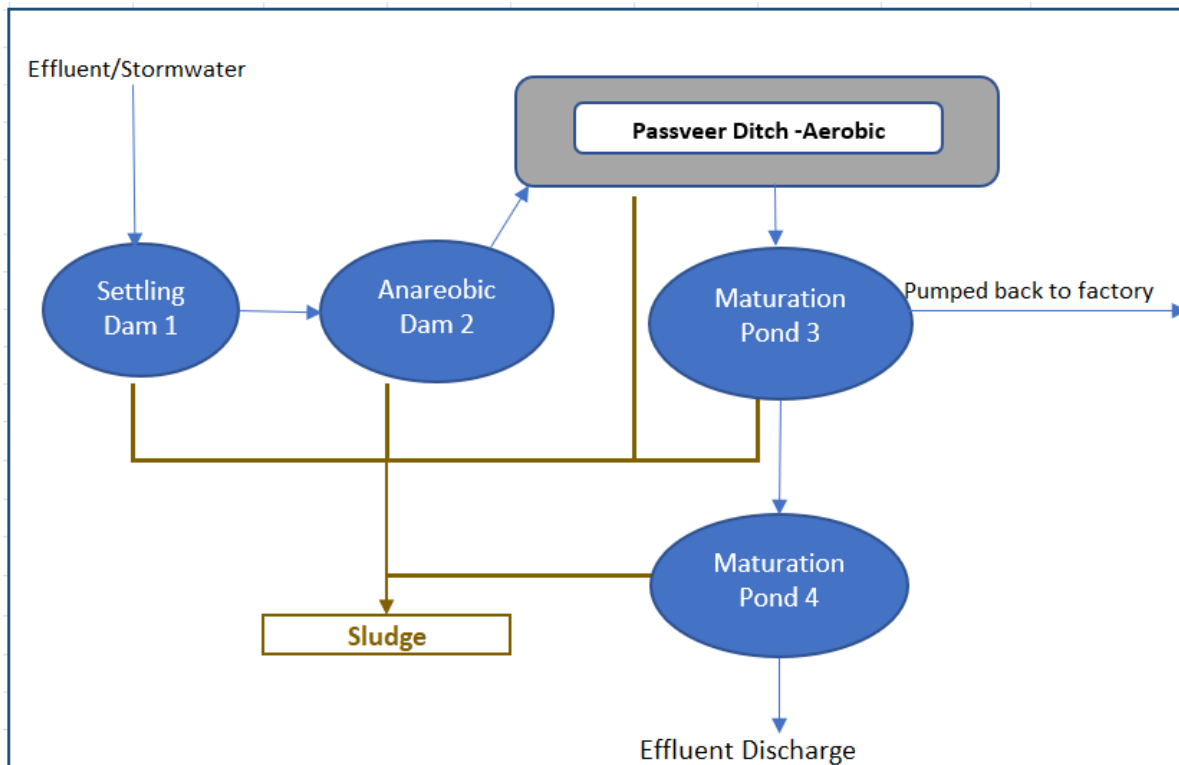 Effluent/Stormwater
Passveer Ditch -Aerobic
Settling
Dam 1
Anareobic
Dam 2
Maturation
Pond 3
Pumped back to factory
Maturation
Pond 4
Sludge
Effluent Discharge